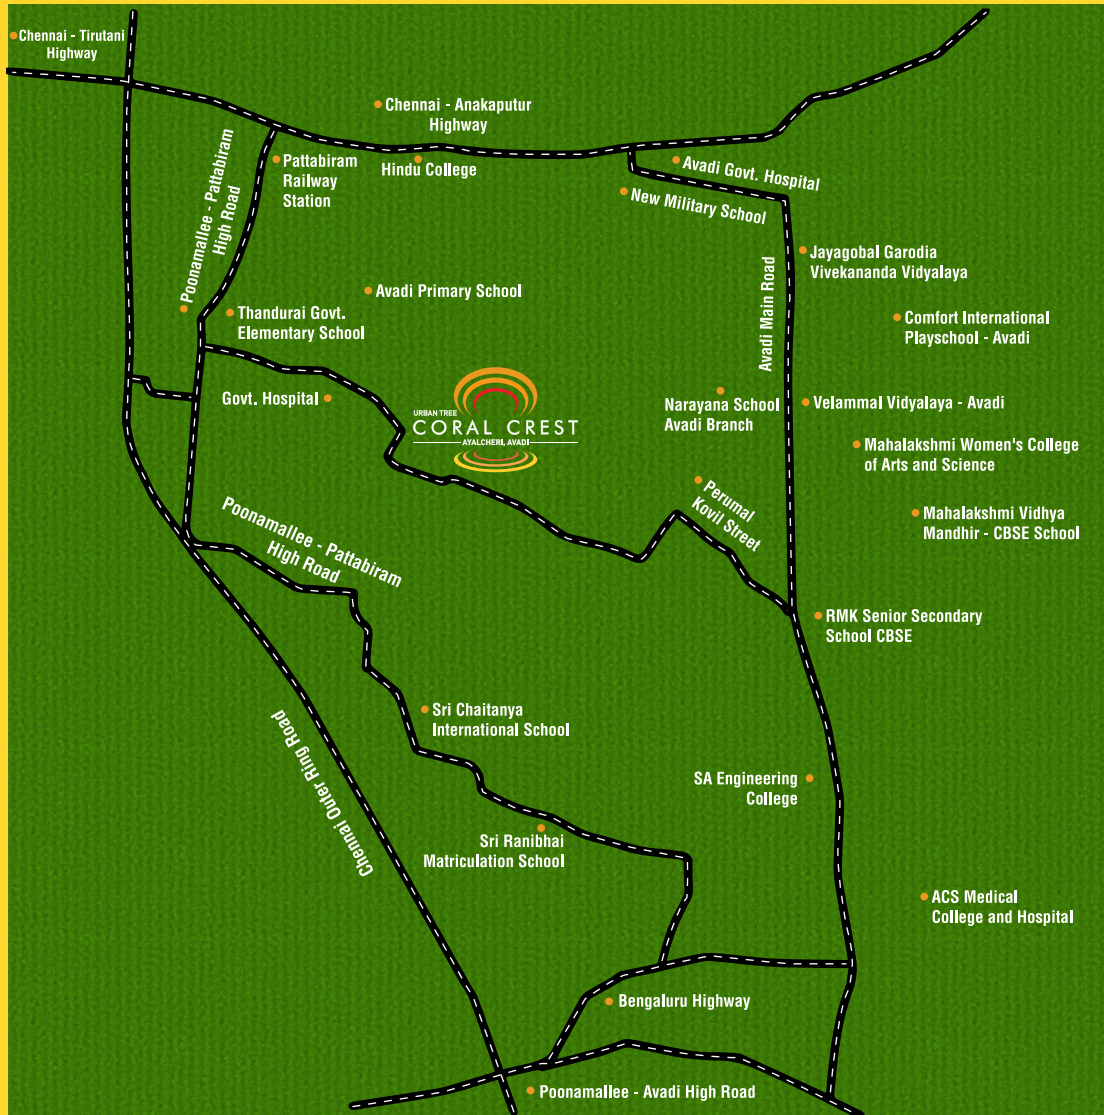 Chennai - Tirutani
Highway
Chennai - Anakaputur
Highway
Pattabiram
Railway
Station
Hindu College
Avadi Govt. Hospital
New Military School
Poonamallee - Pattabiram
High Road
Jayagobal Garodia
Vivekananda Vidyalaya
Avadi Main Road
Avadi Primary School
Thandurai Govt.
Elementary School
Comfort International
Playschool - Avadi
Govt. Hospital
URBAN TREE
CORAL CREST
AYALCHERI, AVADI
Narayana School
Avadi Branch
Velammal Vidyalaya - Avadi
Mahalakshmi Women's College
of Arts and Science
Perumal
Kovil Street
Mahalakshmi Vidhya
Mandhir - CBSE School
Poonamallee - Pattabiram
High Road
RMK Senior Secondary
School CBSE
Sri Chaitanya
International School
Chennai Outer Ring Road
SA Engineering
College
Sri Ranibhai
Matriculation School
ACS Medical
College and Hospital
Bengaluru Highway
Poonamallee - Avadi High Road